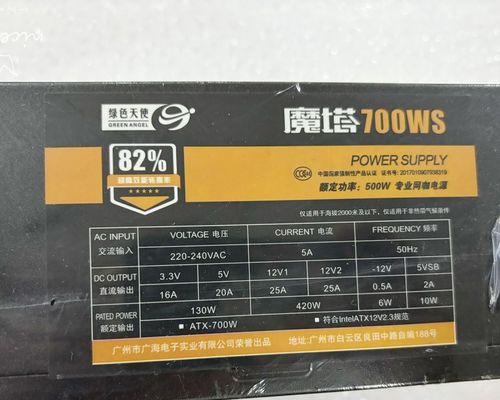 绿色天使
GREEN ANGEL
魔塔700WS
82%
POWER SUPPLY
中国国家强制性产品认证 证书号: 2017010907938319
额定功率: 500W 专业网咖电源
仅适用于海拔2000米及以下，仅适用于非热带气候条件
AC INPUT 交流输入 VOLTAGE 电压 CURRENT 电流 FREQUENCY 频率
220-240VAC 5A 50Hz
DC OUTPUT 直流输出 3.3V 5V 12V1 12V2 -12V 5VSB
16A 20A 25A 25A 0.5A 2A
PATED POWER 额定输出 130W 420W 6W 10W
■ ATX-700W ■ 符合IntelATX12V2.3规范
广州市广海电子实业有限公司荣誉出品 地址:广州市白云区良田中路自编188号